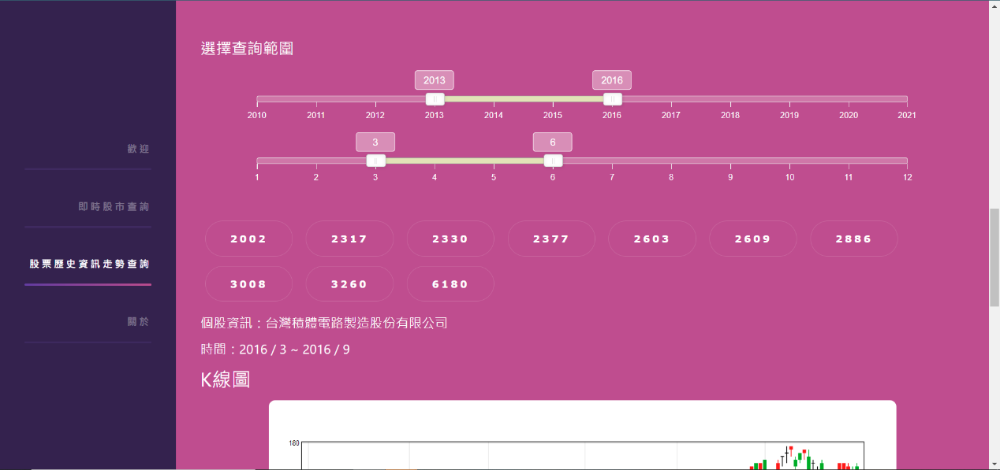 選擇查詢範圍
2013 2016
2010 2011 2012 2013 2014 2015 2016 2017 2018 2019 2020 2021
3 6
1 2 3 4 5 6 7 8 9 10 11 12
歡迎
即時股市查詢
股票歷史資訊走勢查詢
關於
2002 2317 2330 2377 2603 2609 2886
3008 3260 6180
個股資訊：台灣積體電路製造股份有限公司
時間：2016 / 3 ~ 2016 / 9
K線圖
180